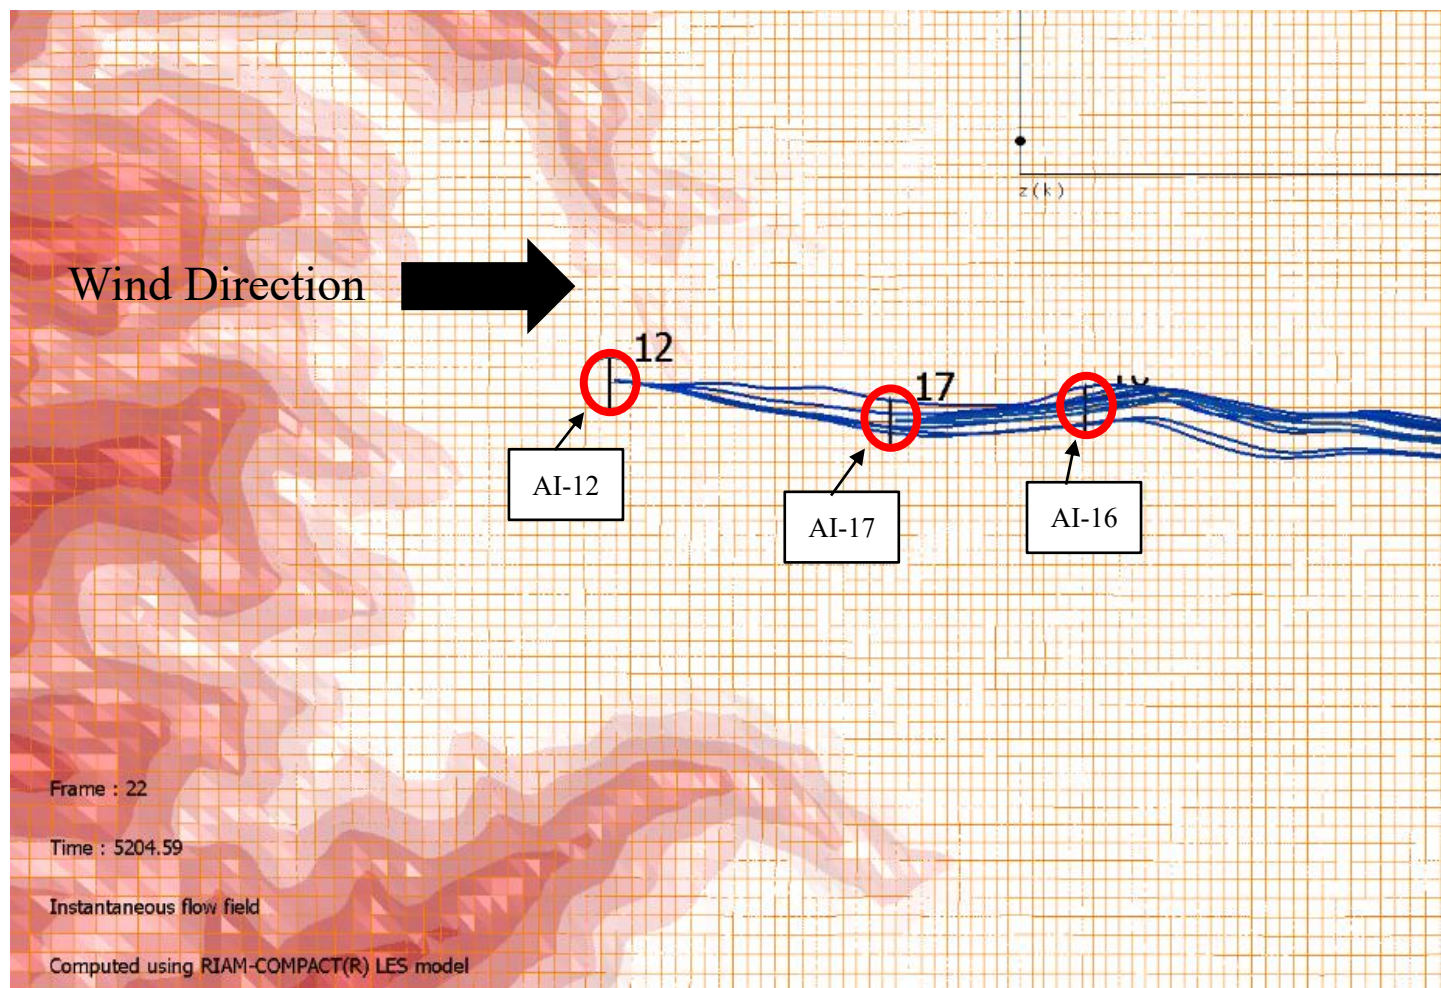 z(k)
Wind Direction
12
17
AI-12
AI-17
AI-16
Frame : 22
Time : 5204.59
Instantaneous flow field
Computed using RIAM-COMPACT(R) LES model